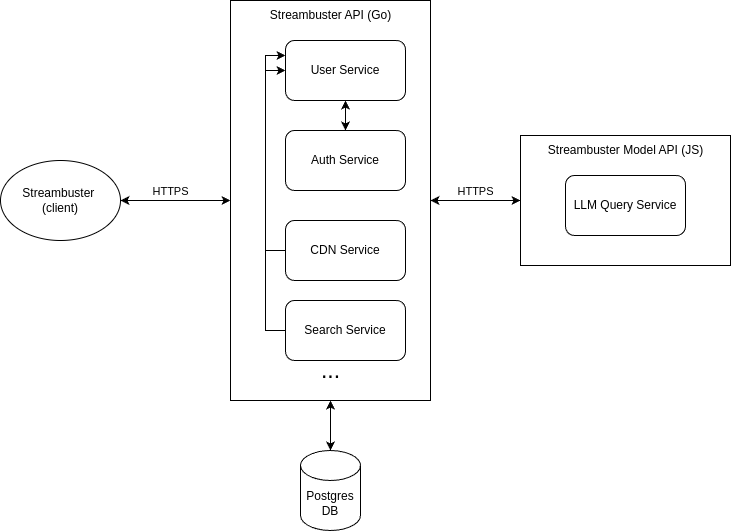 Streambuster API (Go)
User Service
Auth Service
CDN Service
Search Service
...
Streambuster
(client)
HTTPS
HTTPS
Streambuster Model API (JS)
LLM Query Service
Postgres
DB